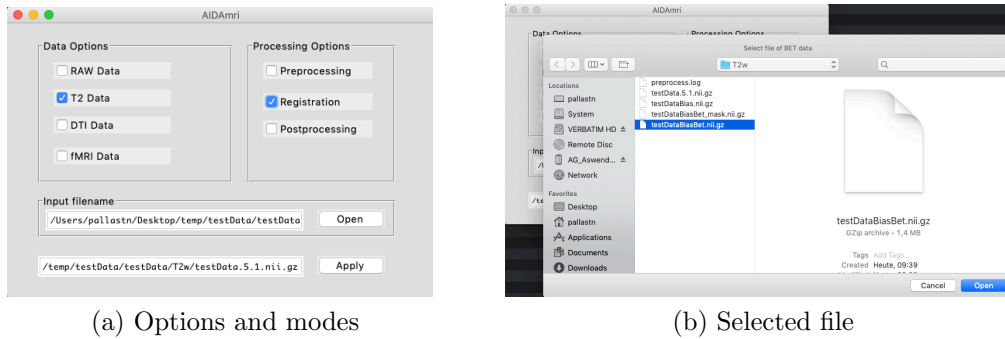 AIDAmri
Data Options
RAW Data
T2 Data
DTI Data
fMRI Data
Processing Options
Preprocessing
Registration
Postprocessing
Input filename
/Users/pallastn/Desktop/temp/testData/testData
Open
/temp/testData/testData/T2w/testData.5.1.nii.gz
Apply
(a) Options and modes
AIDAmri
Data Options
Processing Options
Select file of BET data
T2w
Locations
pallastn
System
VERBATIM HD
Remote Disc
AG_Aswend...
Network
Favorites
Desktop
pallastn
Applications
Documents
Downloads
preprocess.log
testData.5.1.nii.gz
testDataBias.nii.gz
testDataBiasBet_mask.nii.gz
testDataBiasBet.nii.gz
testDataBiasBet.nii.gz
GZip archive - 1,4 MB
Tags Add Tags...
Created Heute, 09:39
Cancel
Open
Inp
/te
(b) Selected file